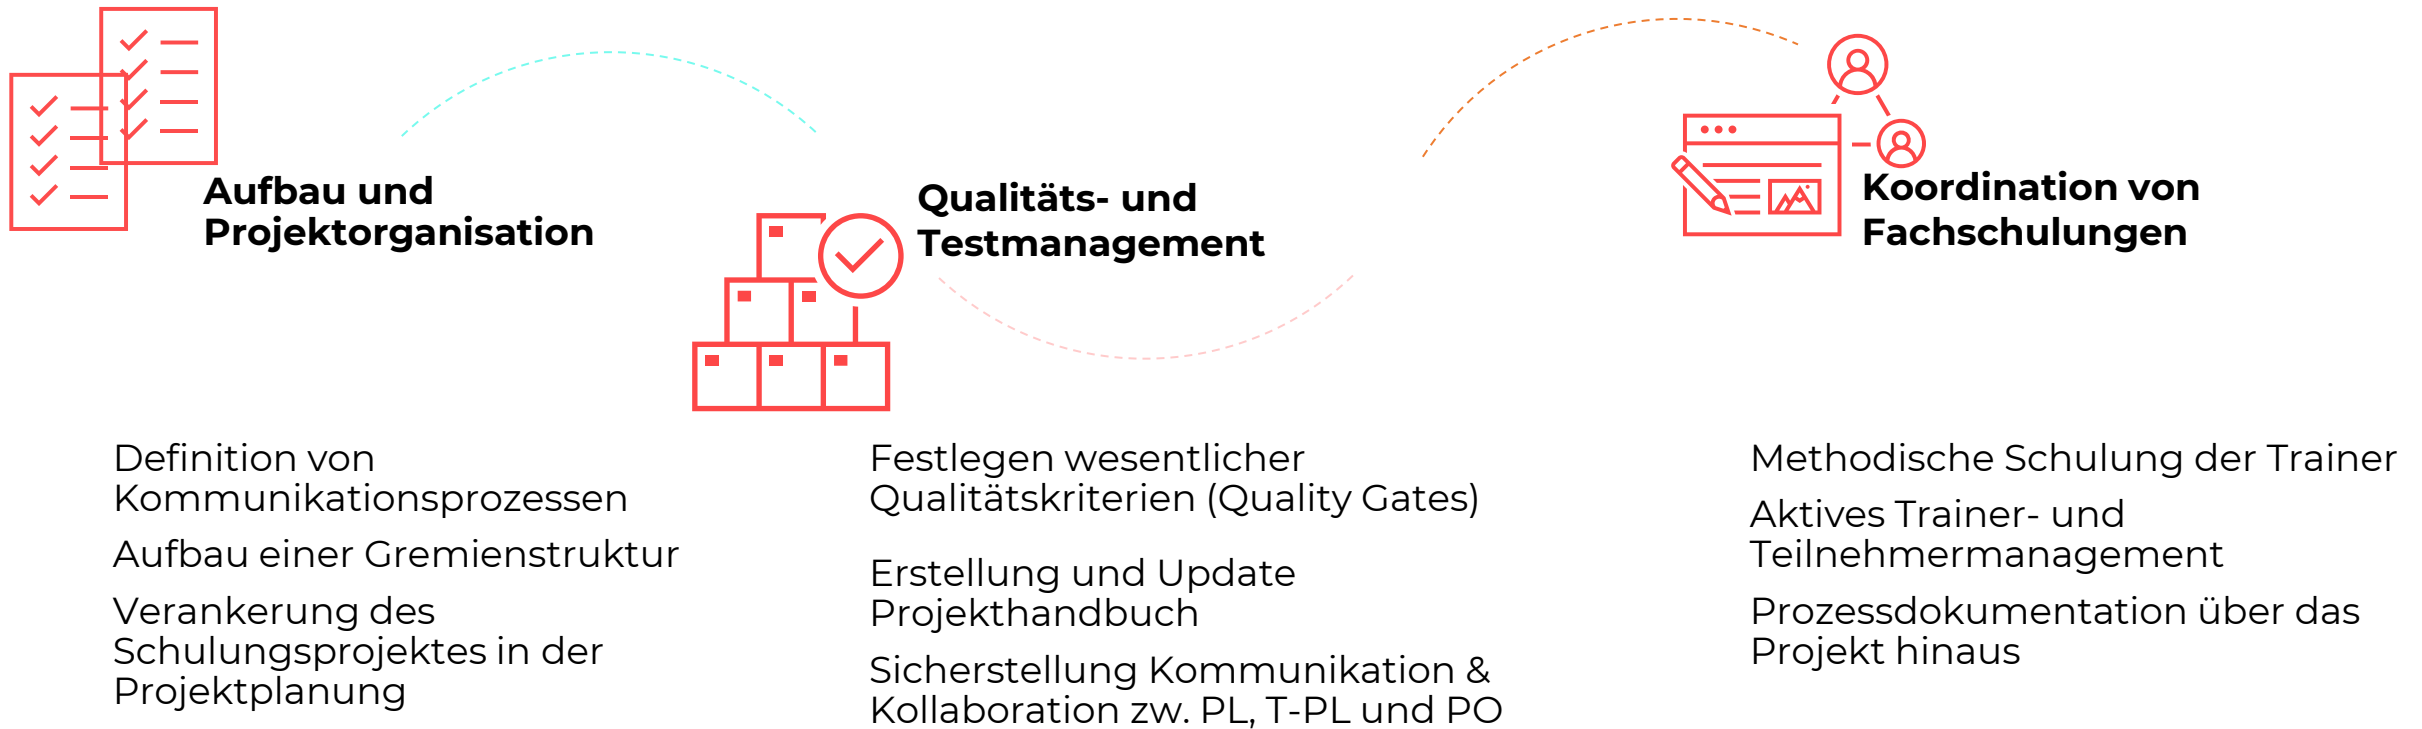 Aufbau und
Projektorganisation
Qualitäts- und
Testmanagement
Koordination von
Fachschulungen
Definition von
Kommunikationsprozessen
Aufbau einer Gremienstruktur
Verankerung des
Schulungsprojektes in der
Projektplanung
Festlegen wesentlicher
Qualitätskriterien (Quality Gates)
Erstellung und Update
Projekthandbuch
Sicherstellung Kommunikation &
Kollaboration zw. PL, T-PL und PO
Methodische Schulung der Trainer
Aktives Trainer- und
Teilnehmermanagement
Prozessdokumentation über das
Projekt hinaus